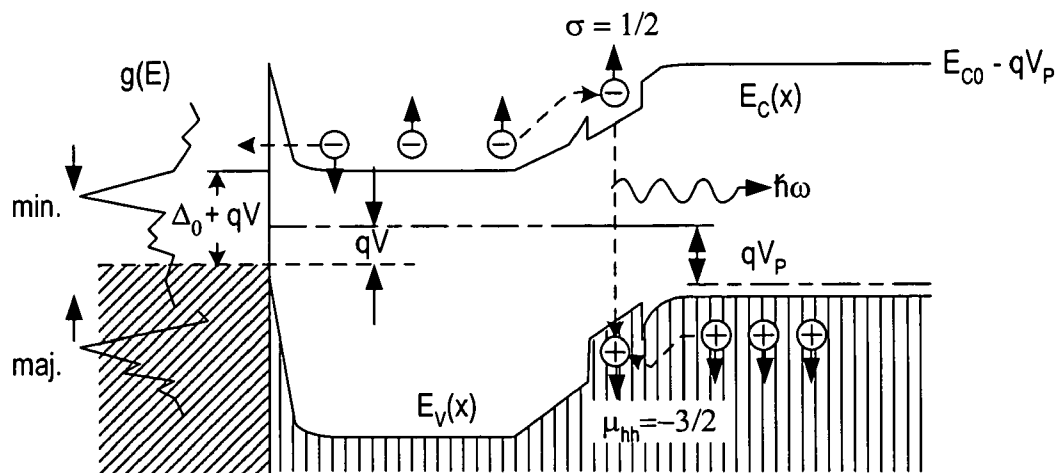 σ = 1/2
g(E)
E_C0 - qV_P
E_C(x)
min.
Δ_0 + qV
qV
ħω
qV_P
maj.
E_V(x)
μ_hh=−3/2